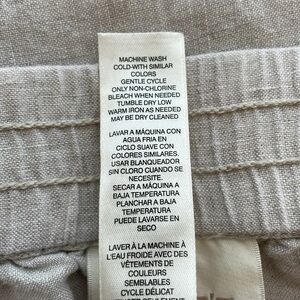 MACHINE WASH
COLD-WITH SIMILAR
COLORS
GENTLE CYCLE
ONLY NON-CHLORINE
BLEACH WHEN NEEDED
TUMBLE DRY LOW
WARM IRON AS NEEDED
MAY BE DRY CLEANED
LAVAR A MÁQUINA CON
AGUA FRIA EN
CICLO SUAVE CON
COLORES SIMILARES.
USAR BLANQUEADOR
SIN CLORO CUANDO SE
NECESITE.
SECAR A MÁQUINA A
BAJA TEMPERATURA
PLANCHAR A BAJA
TEMPERATURA
PUEDE LAVARSE EN
SECO
LAVER À LA MACHINE À
L'EAU FROIDE AVEC DES
VÊTEMENTS DE
COULEURS
SEMBLABLES
CYCLE DÉLICAT